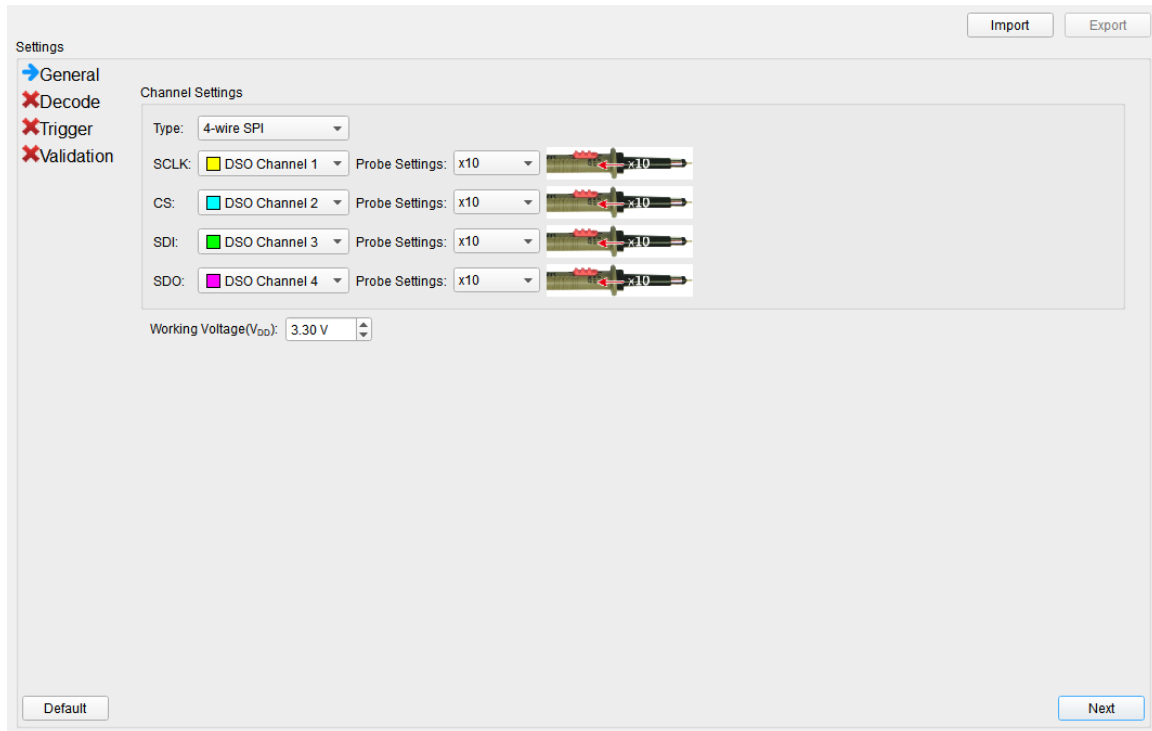 Import Export
Settings
General
Decode
Trigger
Validation
Channel Settings
Type: 4-wire SPI
SCLK: DSO Channel 1 Probe Settings: x10 x10
CS: DSO Channel 2 Probe Settings: x10 x10
SDI: DSO Channel 3 Probe Settings: x10 x10
SDO: DSO Channel 4 Probe Settings: x10 x10
Working Voltage(VDD): 3.30 V
Default Next